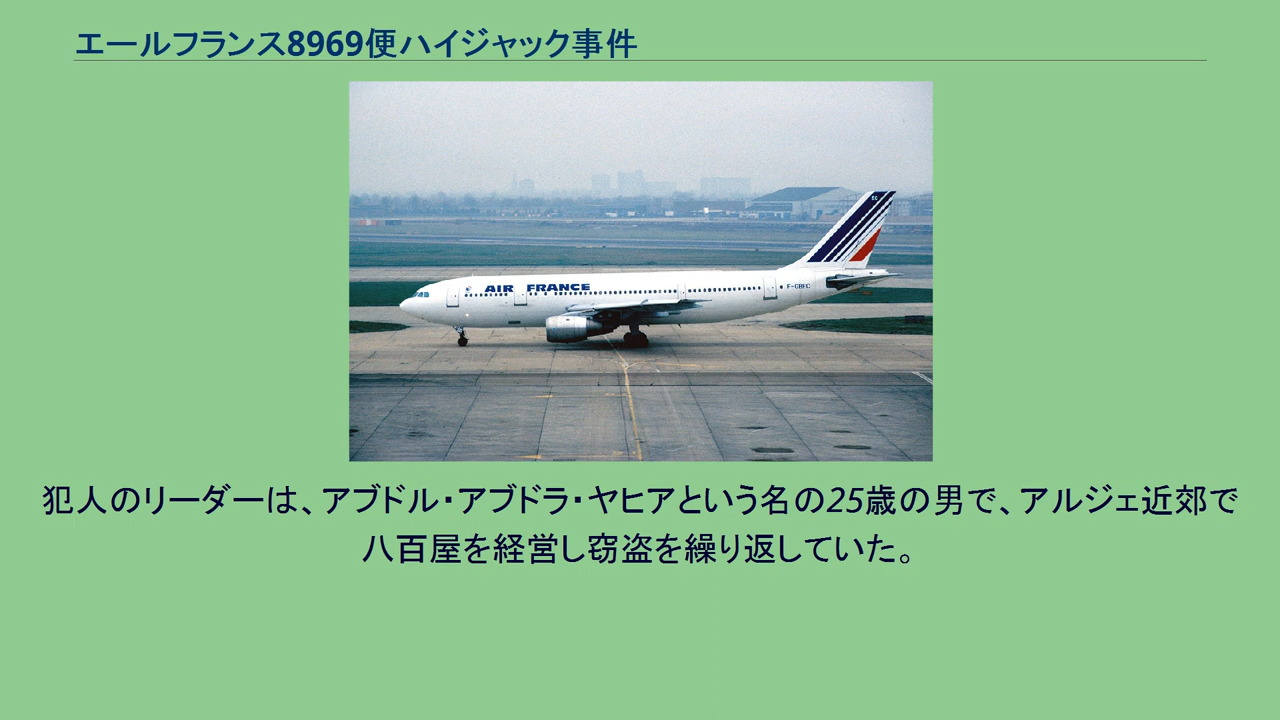 エールフランス8969便ハイジャック事件
EC
AIR FRANCE
F-GBEC
犯人のリーダーは、アブドル・アブドラ・ヤヒアという名の25歳の男で、アルジェ近郊で
八百屋を経営し窃盗を繰り返していた。